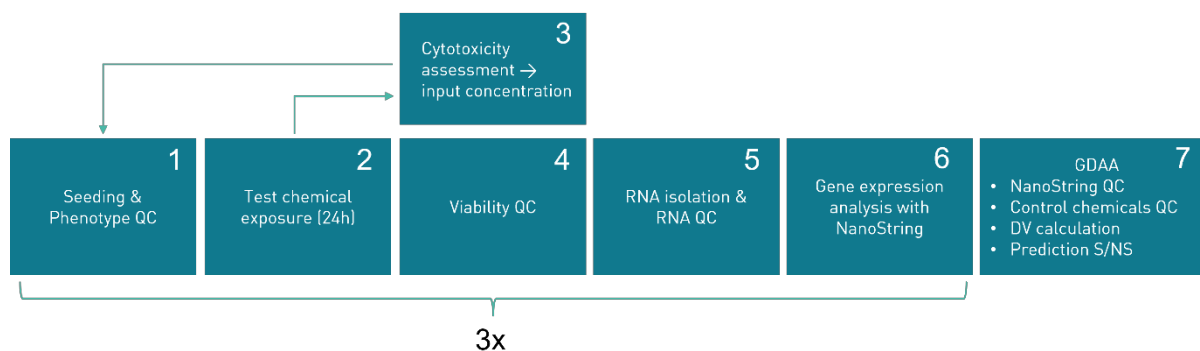 3
Cytotoxicity
assessment →
input concentration
1
Seeding &
Phenotype QC
2
Test chemical
exposure (24h)
4
Viability QC
5
RNA isolation &
RNA QC
6
Gene expression
analysis with
NanoString
7
GDAA
• NanoString QC
• Control chemicals QC
• DV calculation
• Prediction S/NS
3x